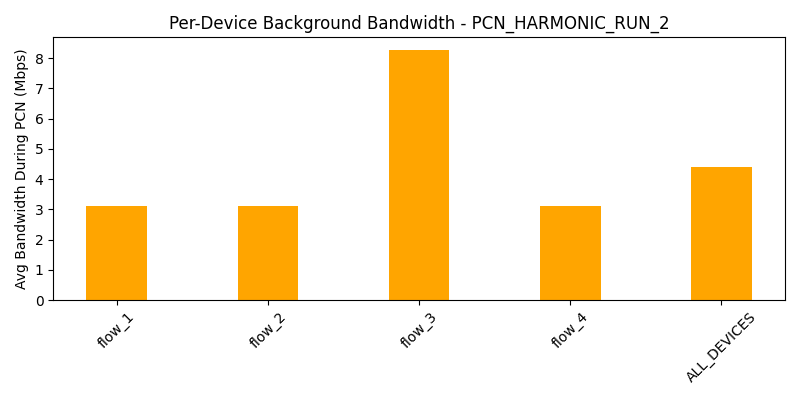 Per-Device Background Bandwidth - PCN_HARMONIC_RUN_2
Avg Bandwidth During PCN (Mbps)
8
7
6
5
4
3
2
1
0
flow_1
flow_2
flow_3
flow_4
ALL_DEVICES